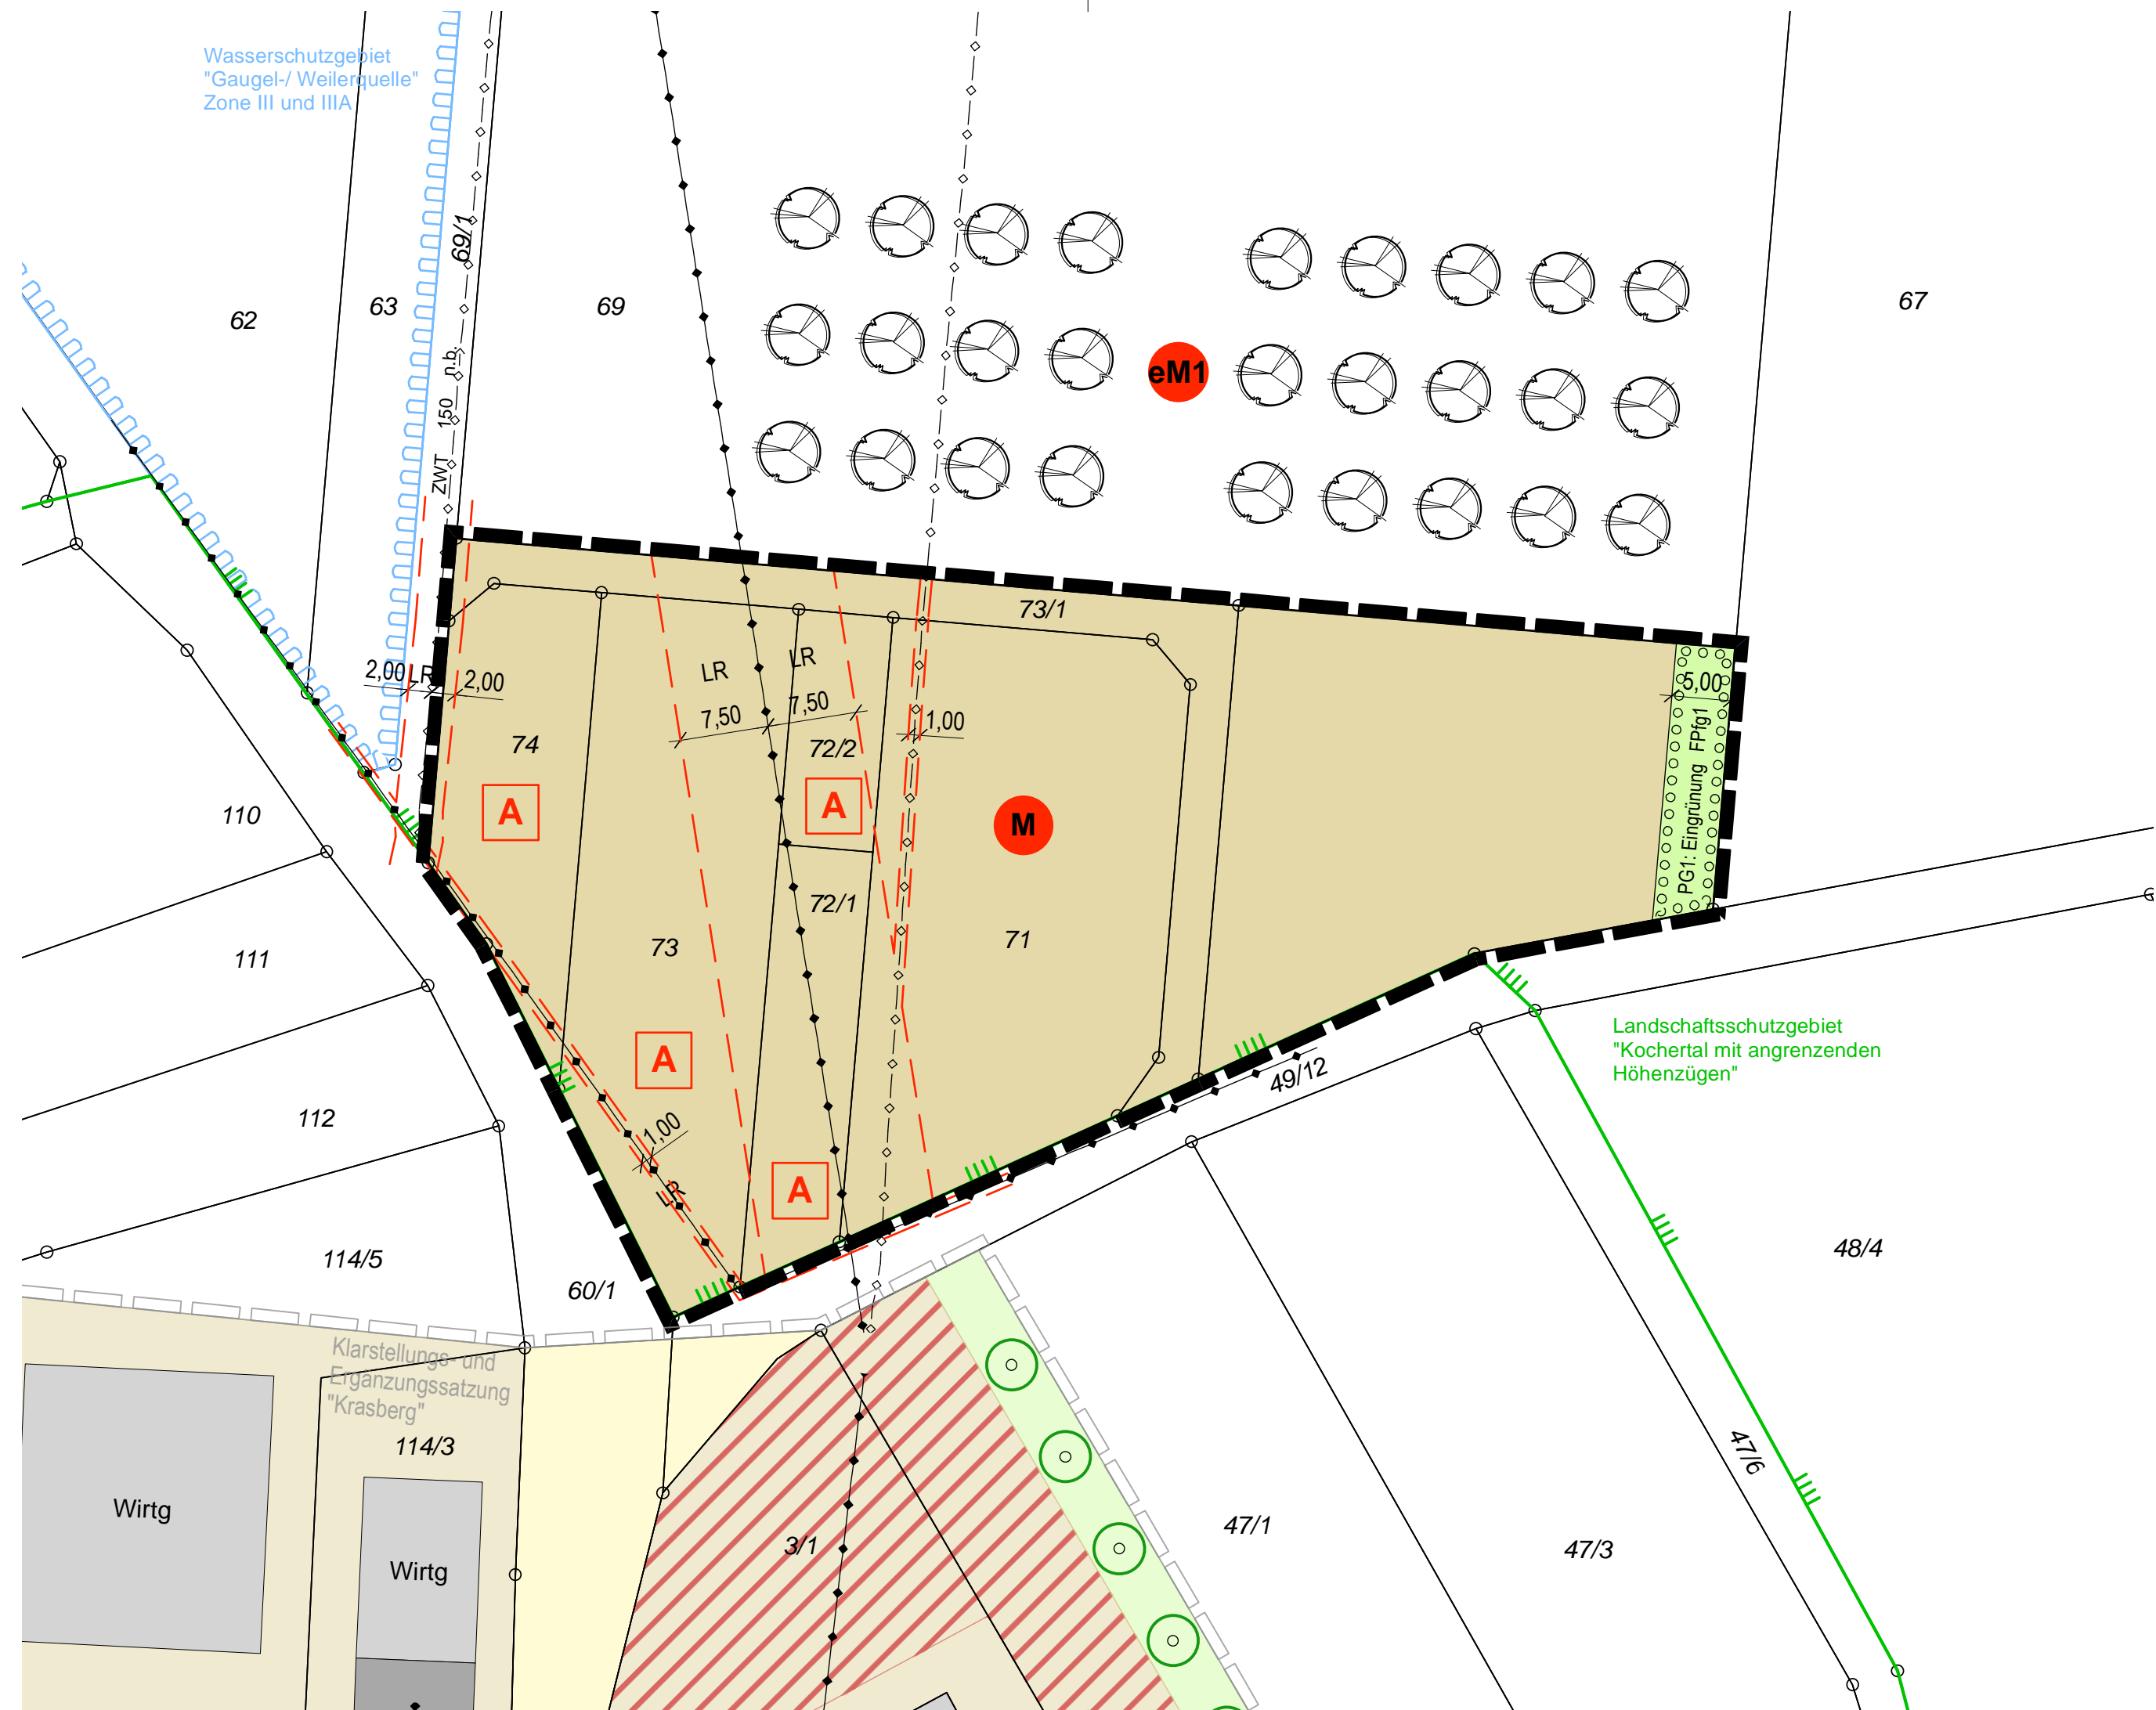 Wasserschutzgebiet
"Gaugel-/ Weilerquelle"
Zone III und IIIA
69/1
62
63
69
67
ZWT 150 n.b.
eM1
73/1
2,00
LR
2,00
LR
LR
7,50
7,50
1,00
5,00
PG1: Eingrünung FPfg1
74
72/2
A
A
M
110
72/1
111
73
71
A
112
1,00
LR
A
49/12
Landschaftsschutzgebiet
"Kochertal mit angrenzenden
Höhenzügen"
114/5
60/1
48/4
Klarstellungs- und
Ergänzungssatzung
"Krasberg"
114/3
Wirtg
Wirtg
3/1
47/1
47/3
47/6